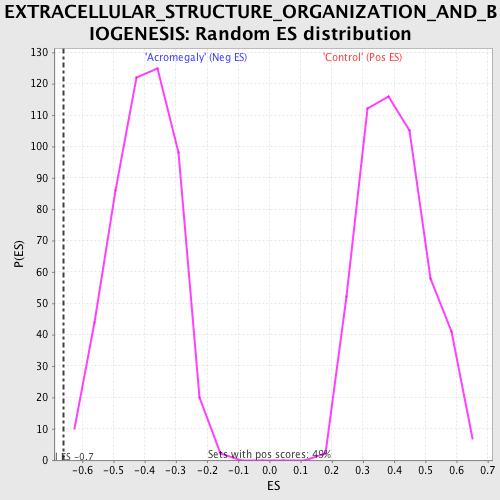 EXTRACELLULAR_STRUCTURE_ORGANIZATION_AND_B
IOGENESIS: Random ES distribution
'Acromegaly' (Neg ES) 'Control' (Pos ES)
130
120
110
100
90
80
70
60
50
40
30
20
10
0
P(ES)
ES -0.7
Sets with pos scores: 49%
-0.6 -0.5 -0.4 -0.3 -0.2 -0.1 0.0 0.1 0.2 0.3 0.4 0.5 0.6 0.7
ES